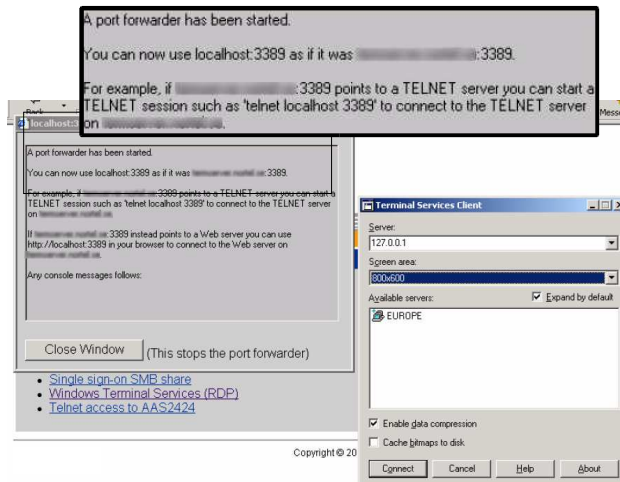 A port forwarder has been started.
You can now use localhost:3389 as if it was :3389.
For example, if :3389 points to a TELNET server you can start a
TELNET session such as 'telnet localhost 3389' to connect to the TELNET server
on
localhost:3
A port forwarder has been started.
You can now use localhost:3389 as if it was :3389.
For example, if :3389 points to a TELNET server you can start a
TELNET session such as 'telnet localhost 3389' to connect to the TELNET server
on
If :3389 instead points to a Web server you can use
http://localhost:3389 in your browser to connect to the Web server on
Any console messages follows:
Close Window (This stops the port forwarder)
Single sign-on SMB share
Windows Terminal Services (RDP)
Telnet access to AAS2424
Copyright © 20
Terminal Services Client
Server:
127.0.0.1
Screen area:
800x600
Available servers: Expand by default
EUROPE
Enable data compression
Cache bitmaps to disk
Connect Cancel Help About